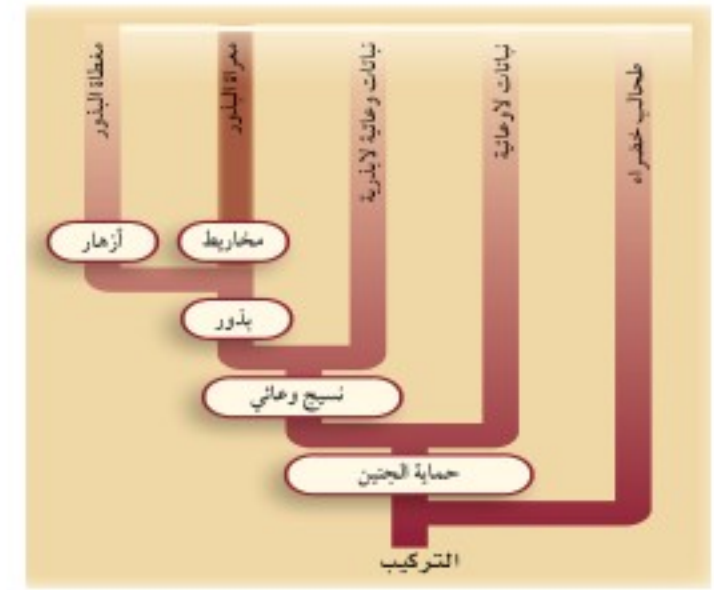 طحالب خضراء
نباتات لاوعائية
نباتات وعائية لابذرية
معراة البذور
مغطاة البذور
مخاريط
أزهار
بذور
نسيج وعائي
حماية الجنين
التركيب